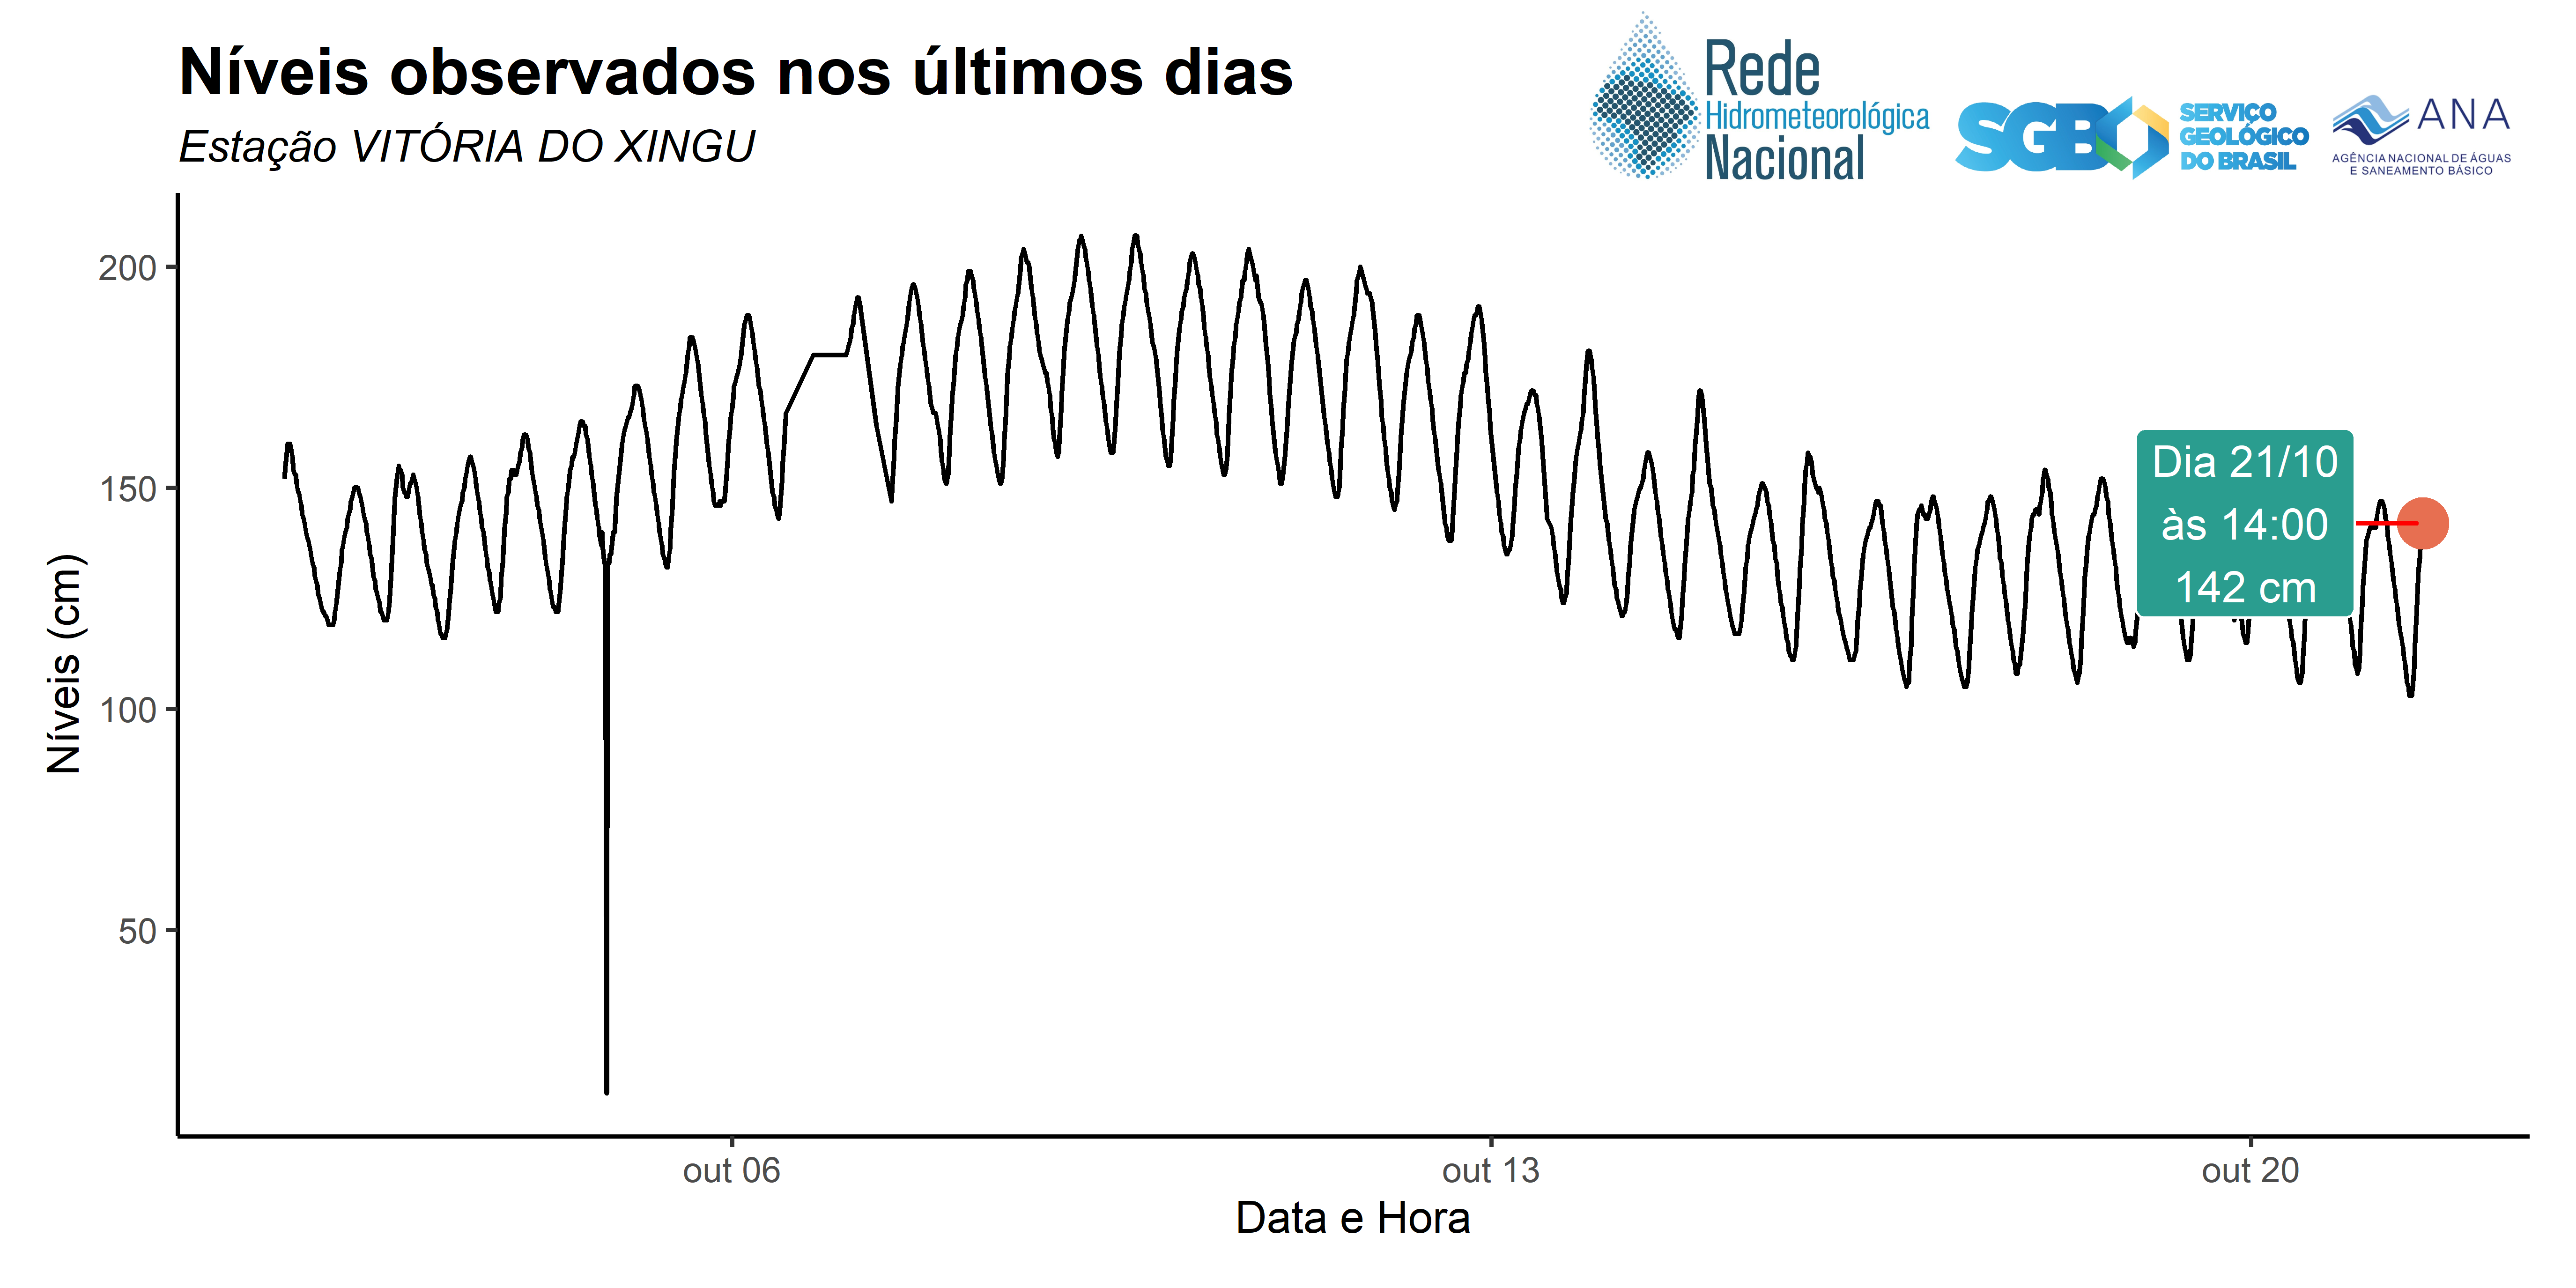 Níveis observados nos últimos dias
Estação VITÓRIA DO XINGU
Rede
Hidrometeorológica
Nacional
SGB
SERVIÇO
GEOLÓGICO
DO BRASIL
ANA
AGÊNCIA NACIONAL DE ÁGUAS
E SANEAMENTO BÁSICO
Níveis (cm)
200
150
100
50
Dia 21/10
às 14:00
142 cm
out 06
out 13
out 20
Data e Hora